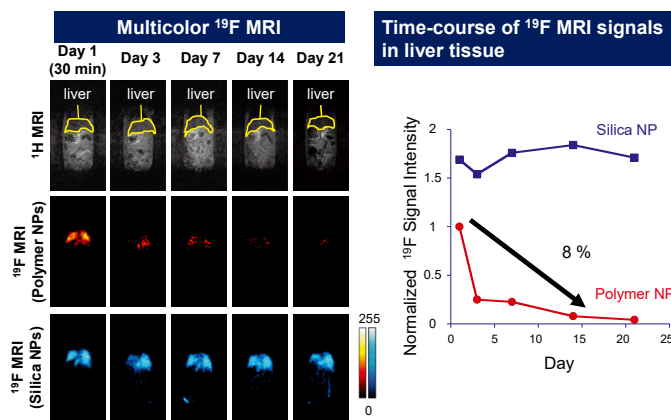 Multicolor ¹⁹F MRI
Day 1
(30 min)
Day 3
Day 7
Day 14
Day 21
liver
liver
liver
liver
liver
¹H MRI
¹⁹F MRI
(Polymer NPs)
¹⁹F MRI
(Silica NPs)
255
0
Time-course of ¹⁹F MRI signals
in liver tissue
Normalized ¹⁹F Signal Intensity
2
1.5
1
0.5
0
Silica NP
8 %
Polymer NP
0
5
10
15
20
25
Day